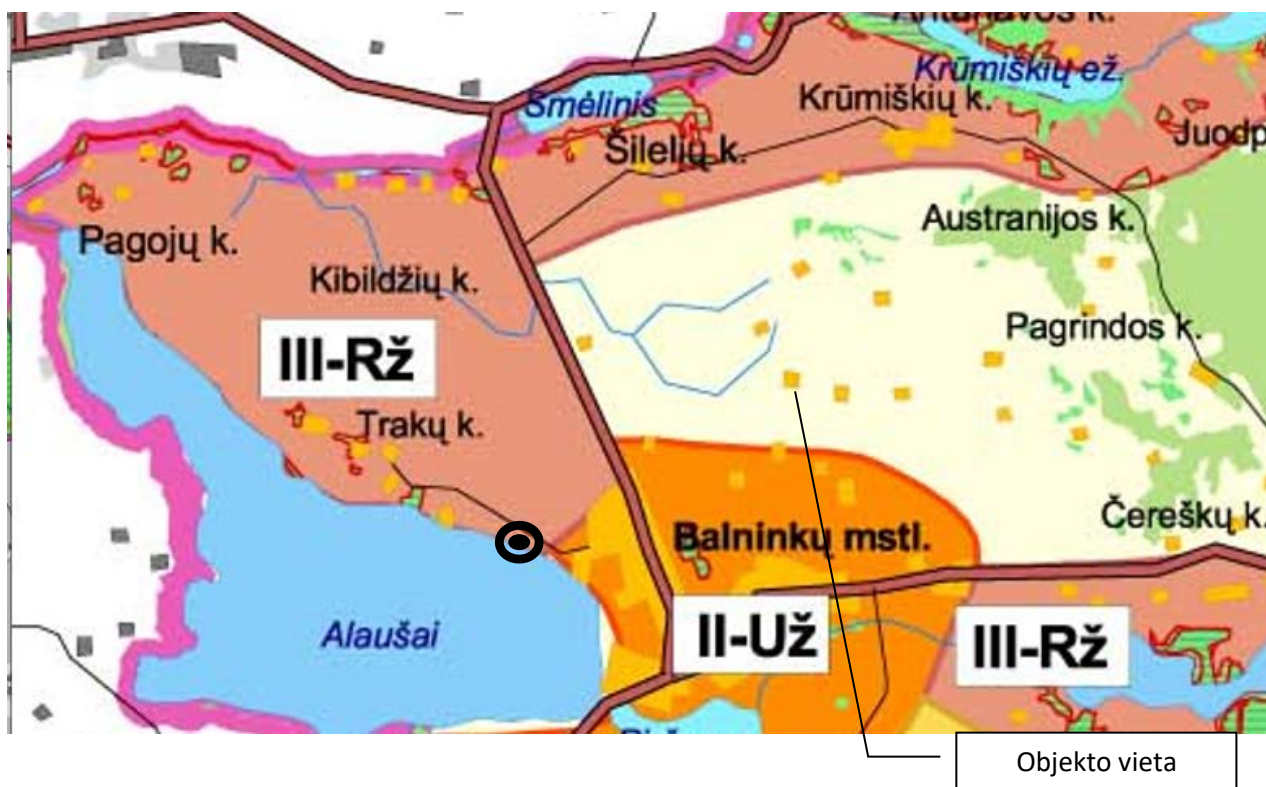 Antanavos k.
Krūmiškių ež.
Smėlinis
Krūmiškių k.
Šilelių k.
Juodp
Pagojų k.
Austranijos k.
Kibildžių k.
Pagrindos k.
III-Rž
Trakų k.
Čereškų k.
Balninkų mstl.
Alaušai
II-Už
III-Rž
Objekto vieta